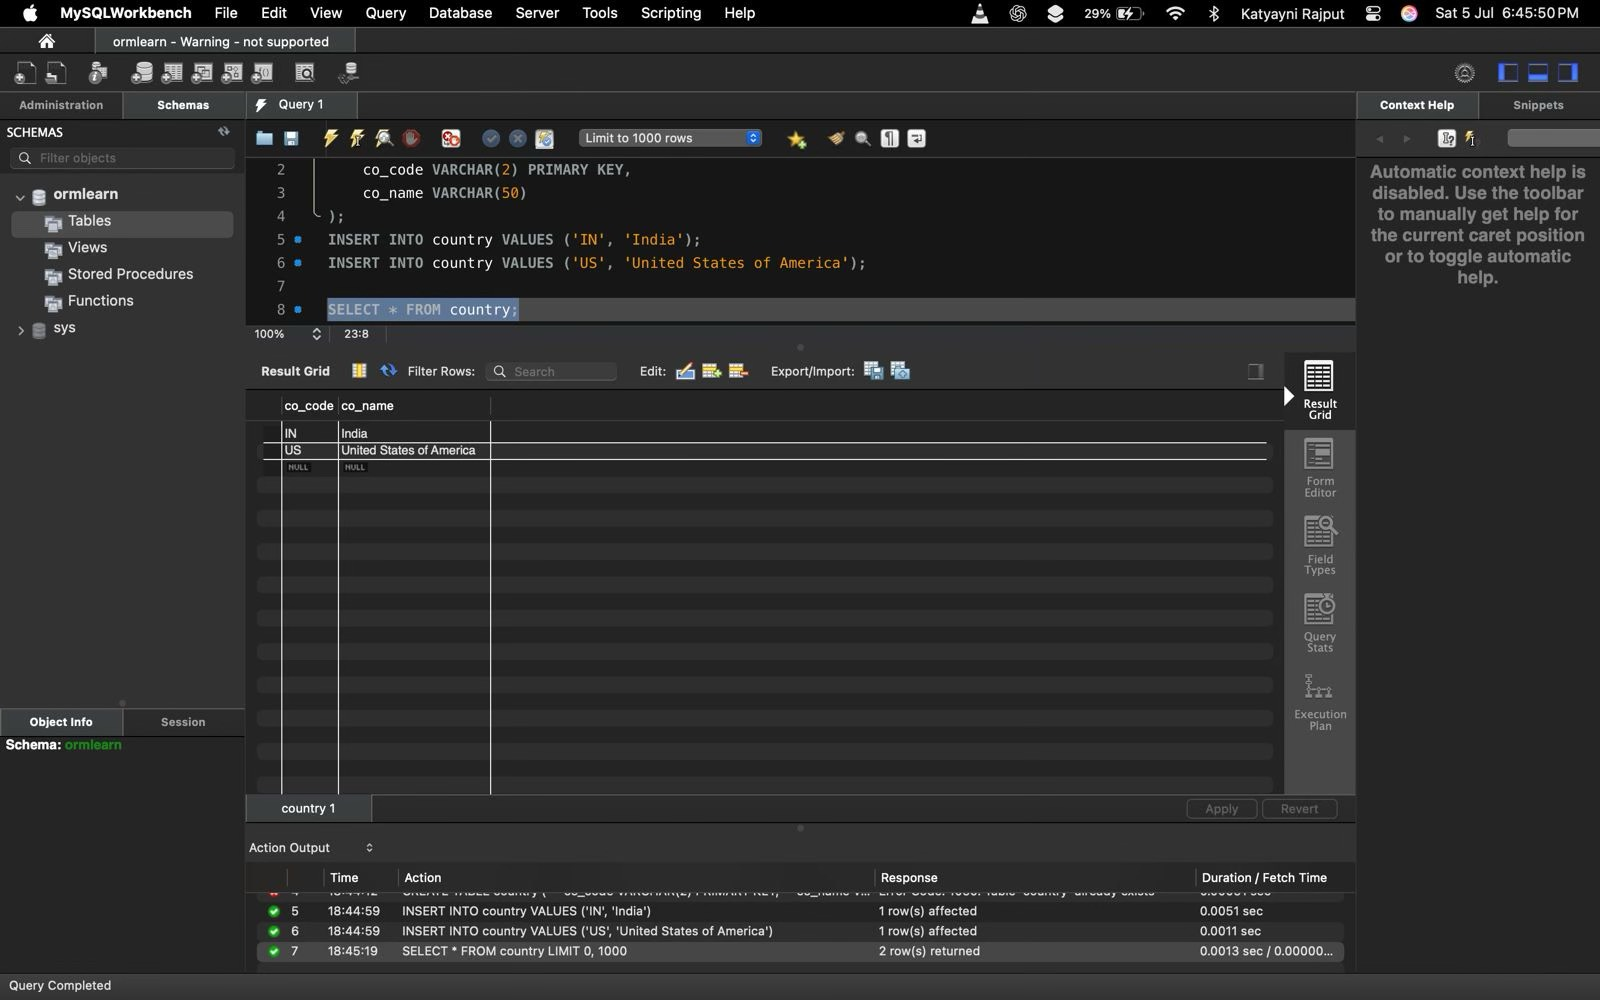 MySQLWorkbench File Edit View Query Database Server Tools Scripting Help 29% Katyayni Rajput Sat 5 Jul 6:45:50 PM
ormlearn - Warning - not supported
Administration Schemas Query 1 Context Help Snippets
SCHEMAS
Filter objects
ormlearn
Tables
Views
Stored Procedures
Functions
sys
Limit to 1000 rows
2 co_code VARCHAR(2) PRIMARY KEY,
3 co_name VARCHAR(50)
4 );
5 INSERT INTO country VALUES ('IN', 'India');
6 INSERT INTO country VALUES ('US', 'United States of America');
7
8 SELECT * FROM country;
100% 23:8
Automatic context help is
disabled. Use the toolbar
to manually get help for
the current caret position
or to toggle automatic
help.
Result Grid Filter Rows: Search Edit: Export/Import:
co_code co_name
IN India
US United States of America
NULL NULL
Result
Grid
Form
Editor
Field
Types
Query
Stats
Execution
Plan
Object Info Session
Schema: ormlearn
country 1 Apply Revert
Action Output
Time Action Response Duration / Fetch Time
5 18:44:59 INSERT INTO country VALUES ('IN', 'India') 1 row(s) affected 0.0051 sec
6 18:44:59 INSERT INTO country VALUES ('US', 'United States of America') 1 row(s) affected 0.0011 sec
7 18:45:19 SELECT * FROM country LIMIT 0, 1000 2 row(s) returned 0.0013 sec / 0.00000...
Query Completed